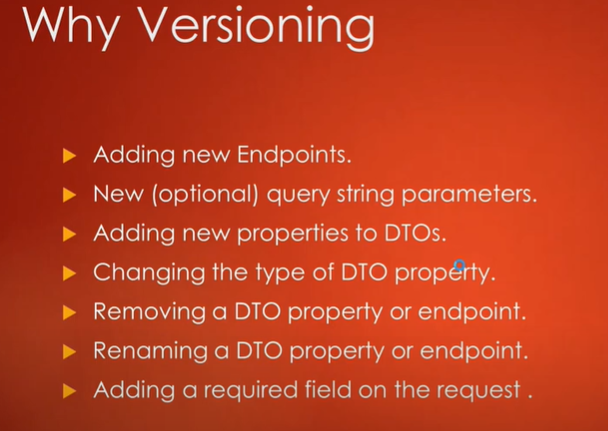 Why Versioning
Adding new Endpoints.
New (optional) query string parameters.
Adding new properties to DTOs.
Changing the type of DTO property.
Removing a DTO property or endpoint.
Renaming a DTO property or endpoint.
Adding a required field on the request .